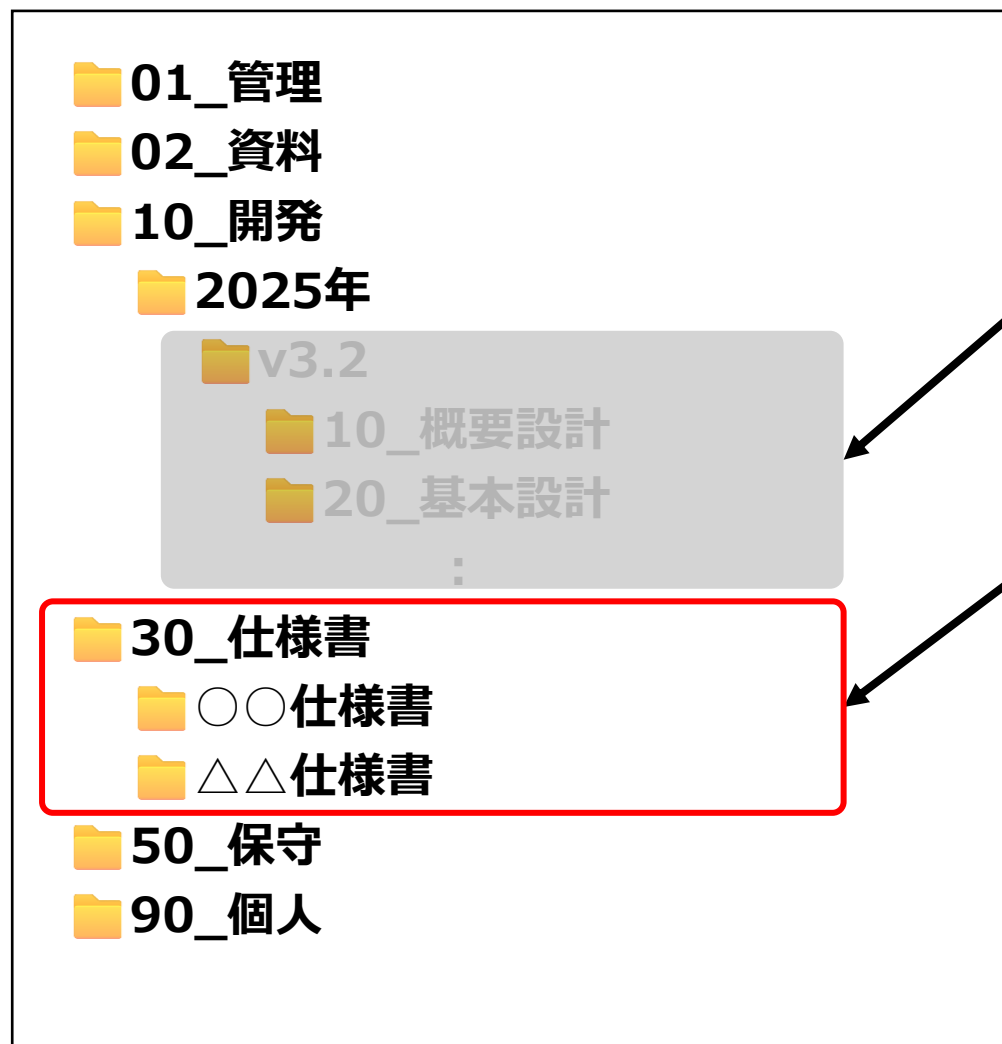 01_管理
02_資料
10_開発
2025年
v3.2
10_概要設計
20_基本設計
:
30_仕様書
○○仕様書
△△仕様書
50_保守
90_個人